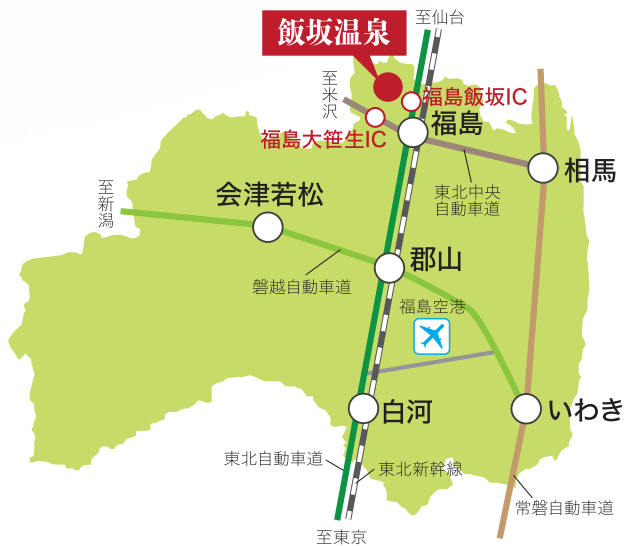 至仙台
飯坂温泉
至米沢
福島飯坂IC
福島大笹生IC
福島
相馬
東北中央
自動車道
至新潟
会津若松
郡山
磐越自動車道
福島空港
白河
いわき
東北自動車道
東北新幹線
常磐自動車道
至東京